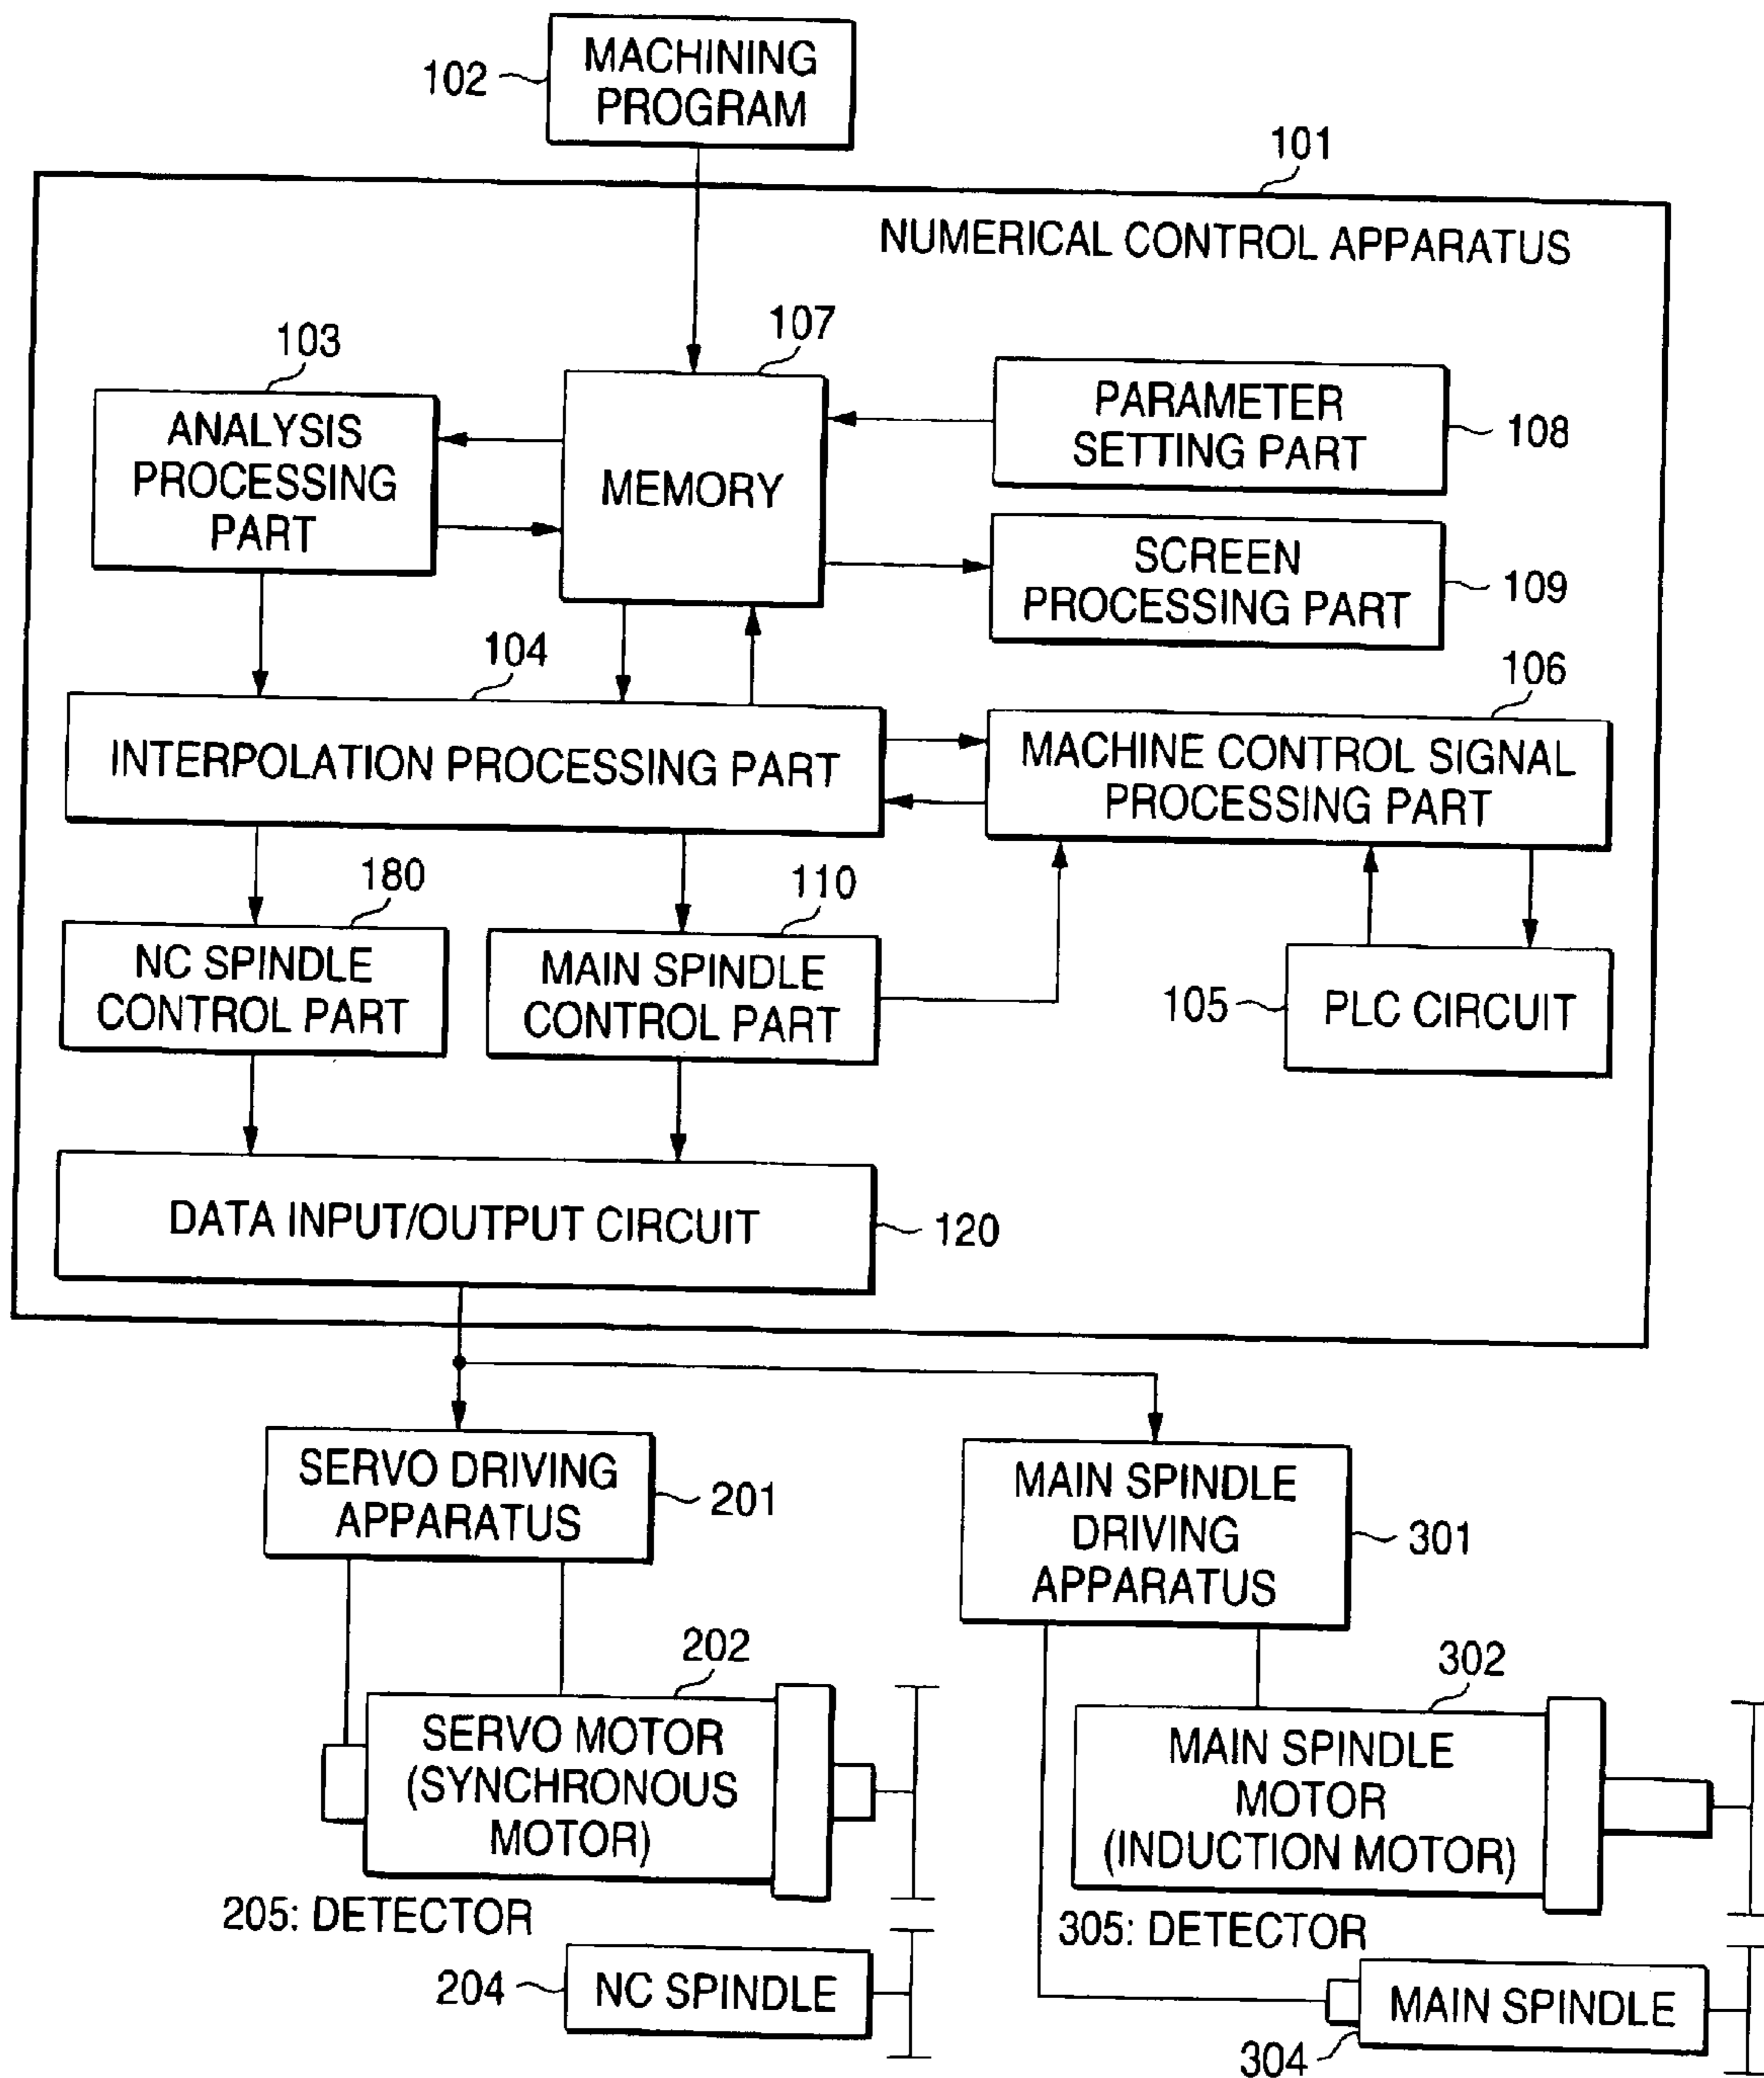 MACHINING
PROGRAM
102
101
NUMERICAL CONTROL APPARATUS
103
107
ANALYSIS
PROCESSING
PART
MEMORY
PARAMETER
SETTING PART
108
SCREEN
PROCESSING PART
109
104
106
INTERPOLATION PROCESSING PART
MACHINE CONTROL SIGNAL
PROCESSING PART
180
110
NC SPINDLE
CONTROL PART
MAIN SPINDLE
CONTROL PART
105
PLC CIRCUIT
DATA INPUT/OUTPUT CIRCUIT
120
SERVO DRIVING
APPARATUS
201
MAIN SPINDLE
DRIVING
APPARATUS
301
202
302
SERVO MOTOR
(SYNCHRONOUS
MOTOR)
MAIN SPINDLE
MOTOR
(INDUCTION MOTOR)
205: DETECTOR
305: DETECTOR
204
NC SPINDLE
MAIN SPINDLE
304